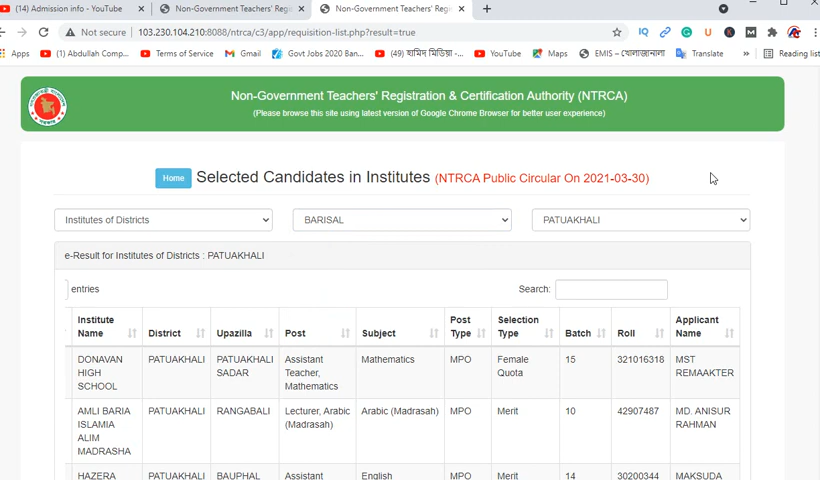 (14) Admission info - YouTube
Non-Government Teachers' Regi
Non-Government Teachers' Regi
Not secure
103.230.104.210:8088/ntrca/c3/app/requisition-list.php?result=true
Apps
(1) Abdullah Comp...
Terms of Service
Gmail
Govt Jobs 2020 Ban...
(49) হামিদ মিডিয়া -...
YouTube
Maps
EMIS – খোলাজানালা
Translate
»
Reading list
Non-Government Teachers' Registration & Certification Authority (NTRCA)
(Please browse this site using latest version of Google Chrome Browser for better user experience)
Home
Selected Candidates in Institutes (NTRCA Public Circular On 2021-03-30)
Institutes of Districts
BARISAL
PATUAKHALI
e-Result for Institutes of Districts : PATUAKHALI
entries
Search:
Institute Name
District
Upazilla
Post
Subject
Post Type
Selection Type
Batch
Roll
Applicant Name
DONAVAN HIGH SCHOOL
PATUAKHALI
PATUAKHALI SADAR
Assistant Teacher, Mathematics
Mathematics
MPO
Female Quota
15
321016318
MST REMAAKTER
AMLI BARIA ISLAMIA ALIM MADRASHA
PATUAKHALI
RANGABALI
Lecturer, Arabic (Madrasah)
Arabic (Madrasah)
MPO
Merit
10
42907487
MD. ANISUR RAHMAN
HAZERA
PATUAKHALI
BAUPHAL
Assistant
English
MPO
Merit
14
30200344
MAKSUDA